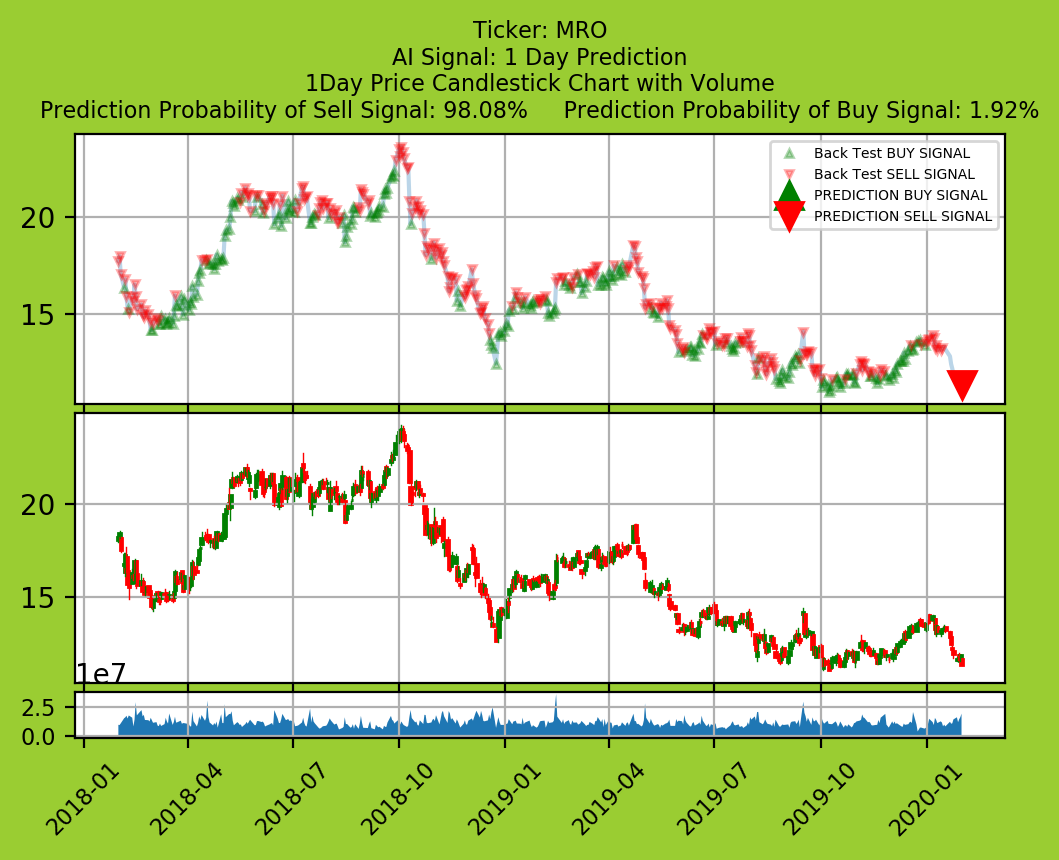 Ticker: MRO
AI Signal: 1 Day Prediction
1Day Price Candlestick Chart with Volume
Prediction Probability of Sell Signal: 98.08%     Prediction Probability of Buy Signal: 1.92%
Back Test BUY SIGNAL
Back Test SELL SIGNAL
PREDICTION BUY SIGNAL
PREDICTION SELL SIGNAL
20
15
20
15
1e7
2.5
0.0
2018-01
2018-04
2018-07
2018-10
2019-01
2019-04
2019-07
2019-10
2020-01